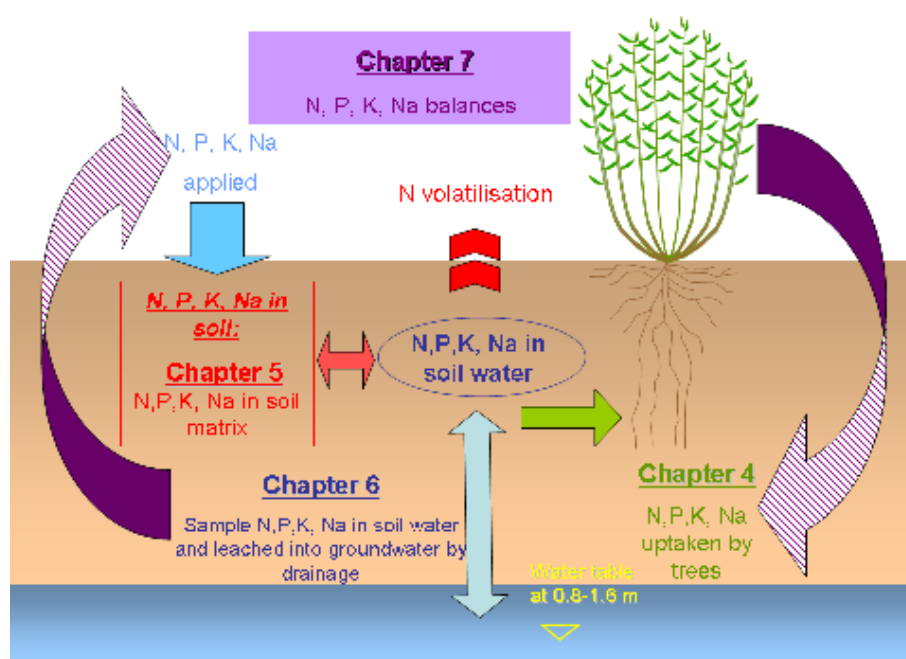 Chapter 7
N, P, K, Na balances
N, P, K, Na
applied
N volatilisation
N, P, K, Na in
soil:
Chapter 5
N,P,K, Na in soil
matrix
N,P,K, Na in
soil water
Chapter 6
Sample N,P,K, Na in soil water
and leached into groundwater by
drainage
Chapter 4
N,P,K, Na
uptaken by
trees
Water table
at 0.8-1.6 m